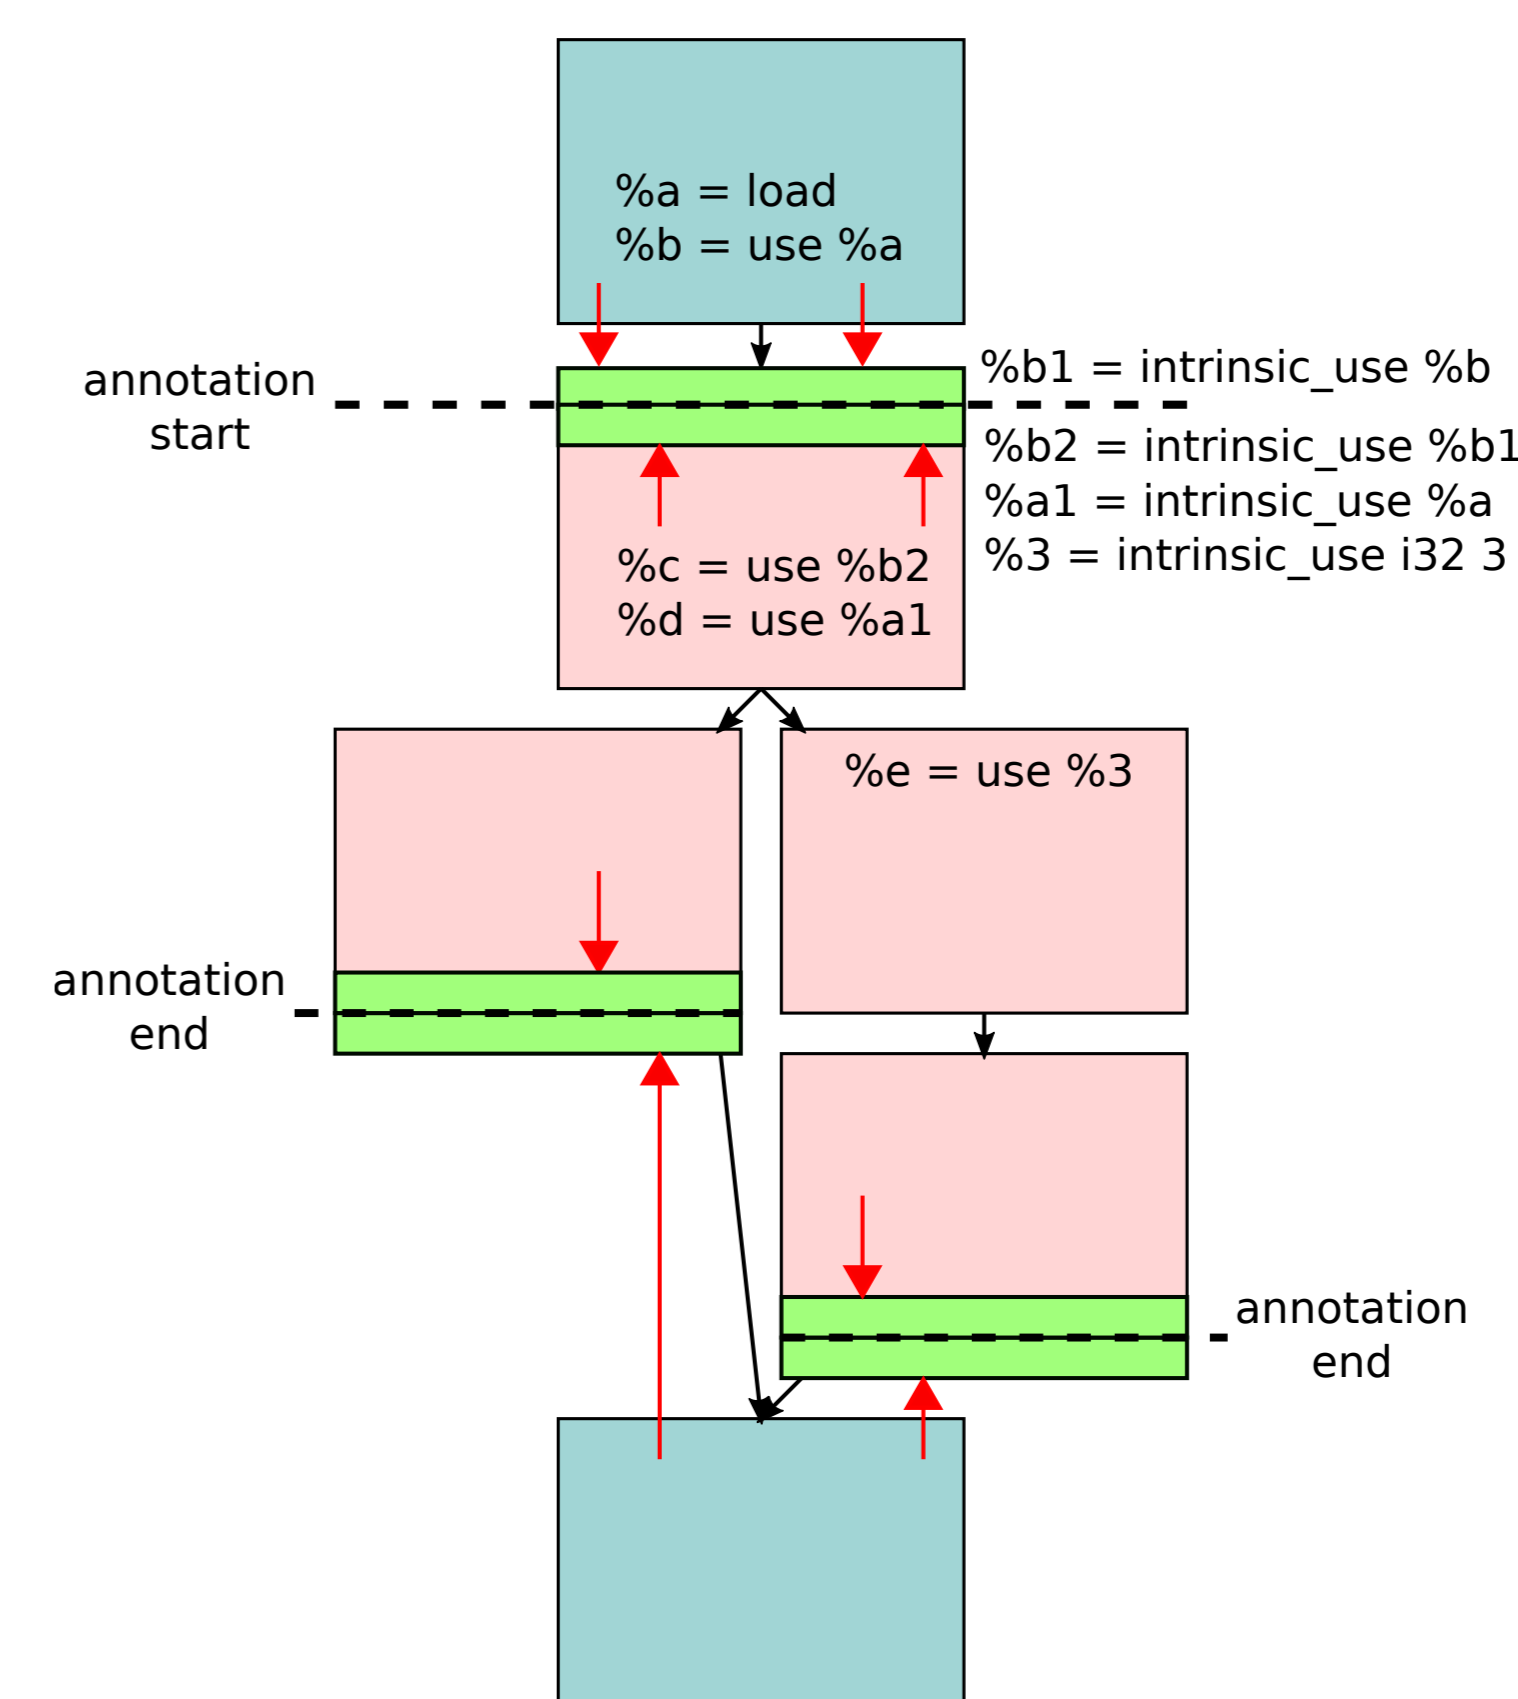 %a = load
%b = use %a
annotation
start
%b1 = intrinsic_use %b
%b2 = intrinsic_use %b1
%a1 = intrinsic_use %a
%3 = intrinsic_use i32 3
%c = use %b2
%d = use %a1
%e = use %3
annotation
end
annotation
end